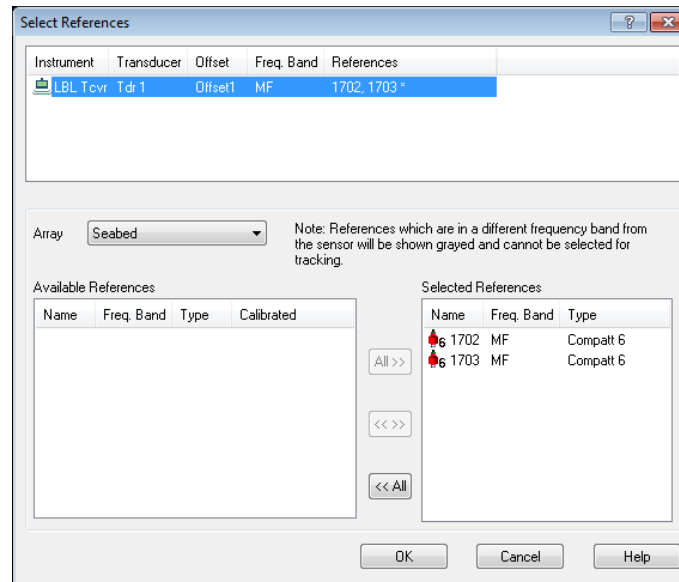 Select References
Instrument Transducer Offset Freq. Band References
LBL Tcvr Tdr 1 Offset1 MF 1702, 1703 *
Array Seabed
Note: References which are in a different frequency band from
the sensor will be shown grayed and cannot be selected for
tracking.
Available References
Name Freq. Band Type Calibrated
All >>
<< >>
<< All
Selected References
Name Freq. Band Type
6 1702 MF Compatt 6
6 1703 MF Compatt 6
OK Cancel Help